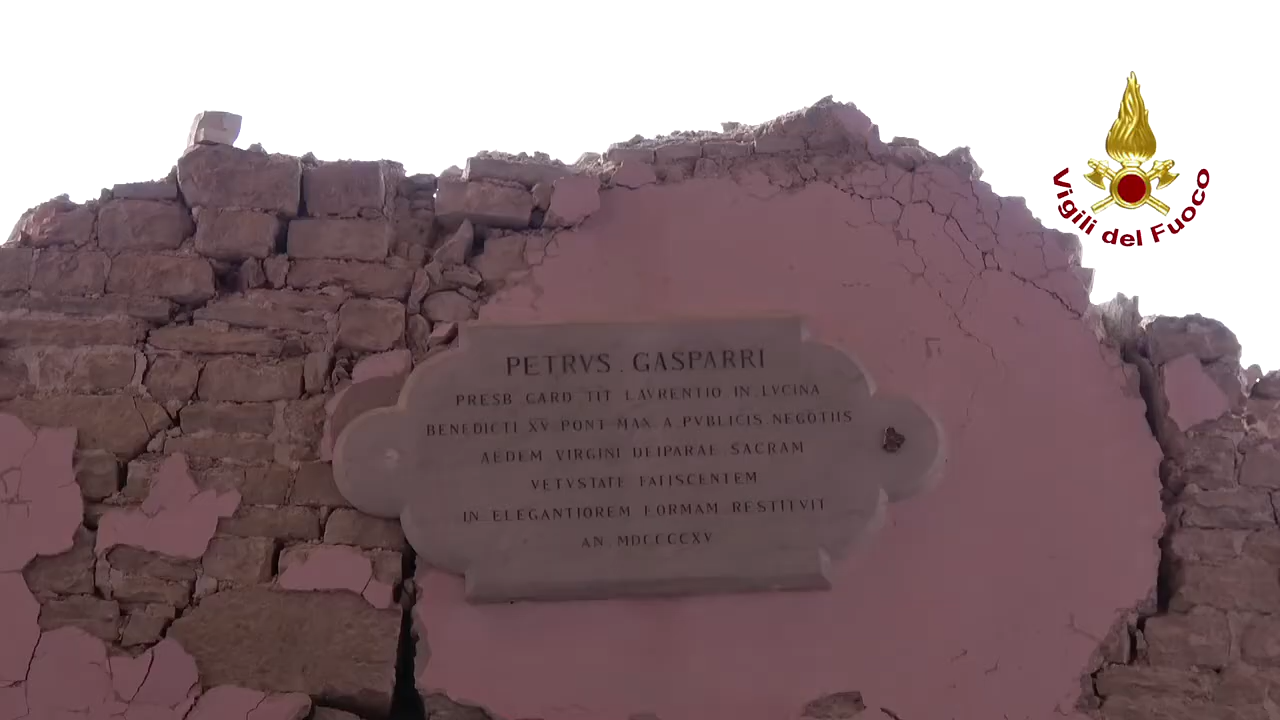 Vigili del Fuoco
PETRVS . GASPARRI
PRESB CARD TIT LAVRENTIO IN LVCINA
BENEDICTI XV PONT MAX A PVBLICIS NEGOTIIS
AEDEM VIRGINI DEIPARAE SACRAM
VETVSTATE FATISCENTEM
IN ELEGANTIOREM FORMAM RESTITVIT
AN MDCCCCXV